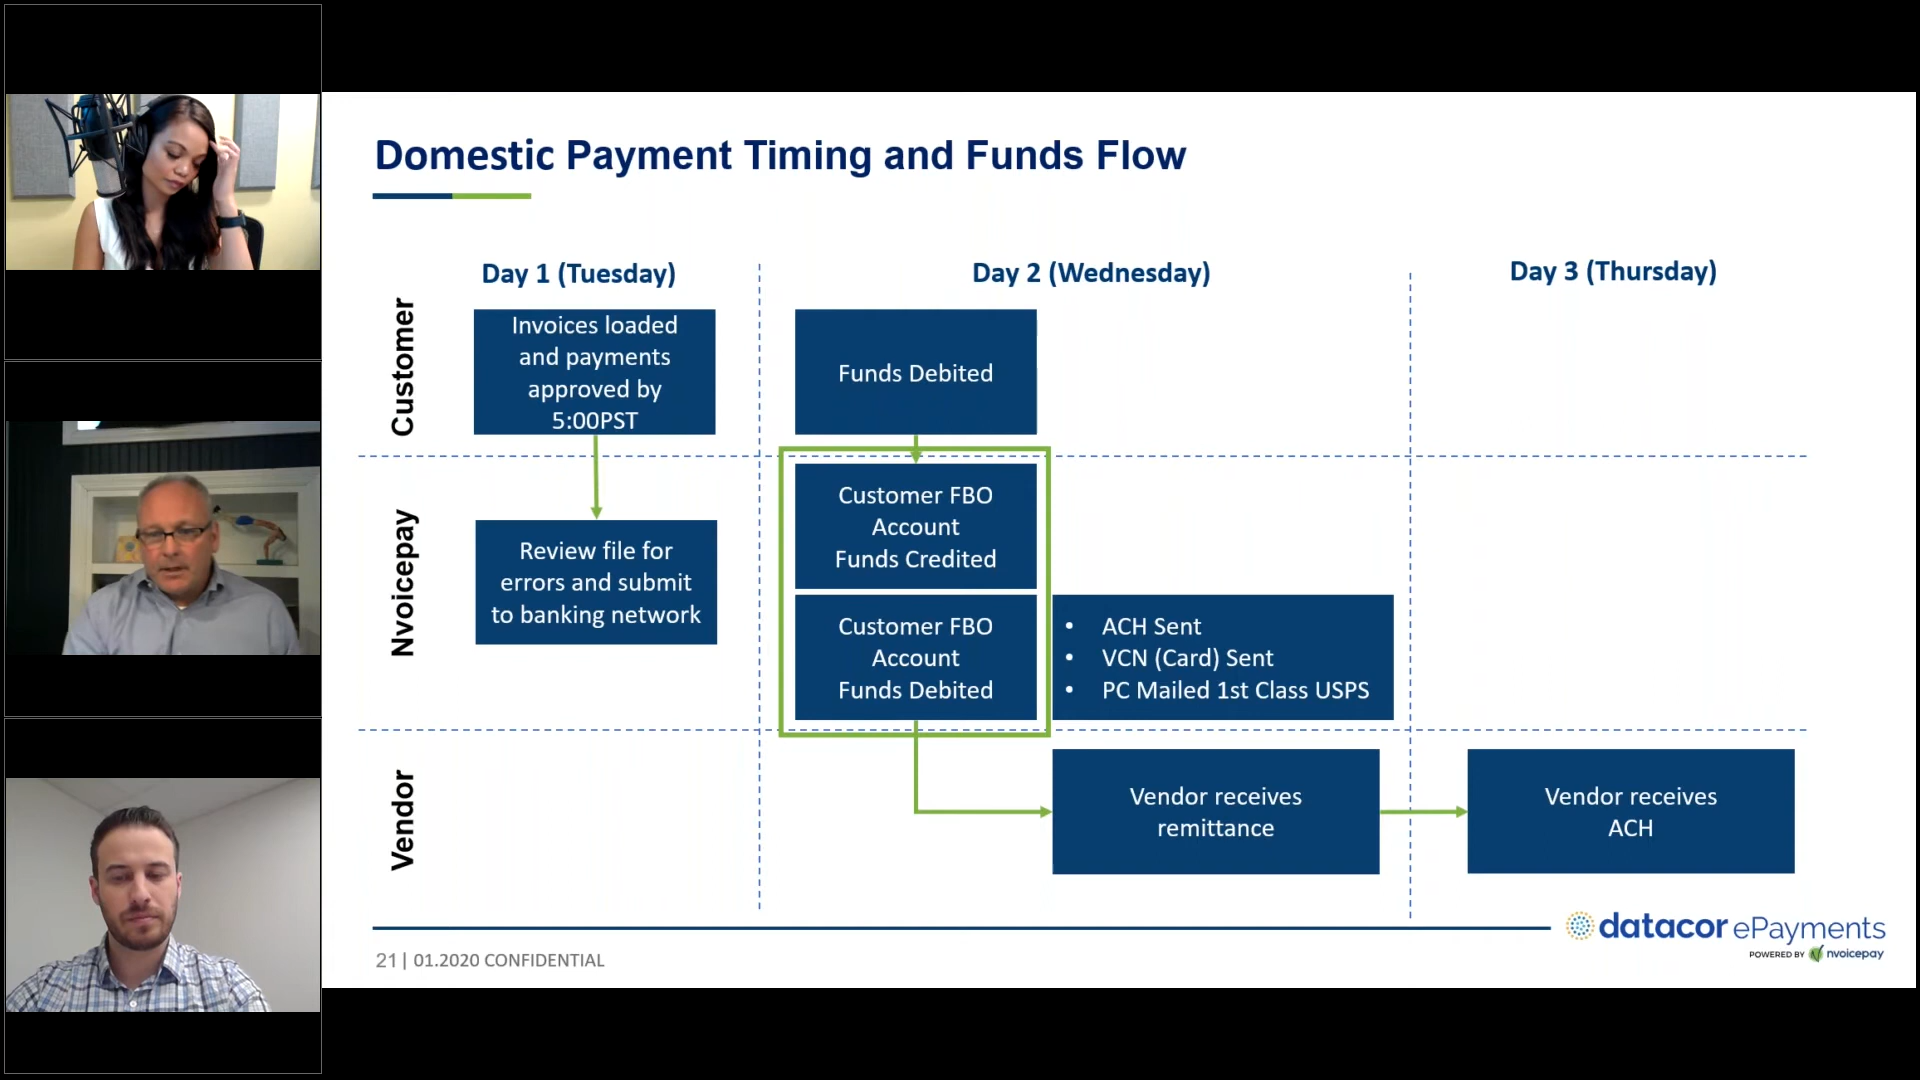 Domestic Payment Timing and Funds Flow
Day 1 (Tuesday)
Day 2 (Wednesday)
Day 3 (Thursday)
Customer
Invoices loaded
and payments
approved by
5:00PST
Funds Debited
Nvoicepay
Review file for
errors and submit
to banking network
Customer FBO
Account
Funds Credited
Customer FBO
Account
Funds Debited
• ACH Sent
• VCN (Card) Sent
• PC Mailed 1st Class USPS
Vendor
Vendor receives
remittance
Vendor receives
ACH
21| 01.2020 CONFIDENTIAL
datacor ePayments
POWERED BY nvoicepay